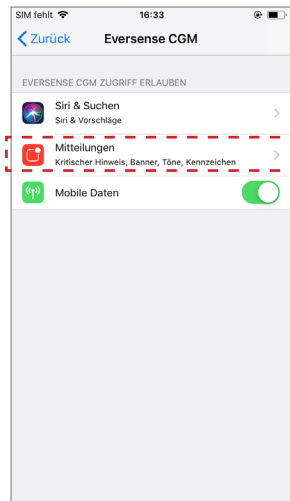 SIM fehlt 16:33
Zurück Eversense CGM
EVERSENSE CGM ZUGRIFF ERLAUBEN
Siri & Suchen
Siri & Vorschläge
Mitteilungen
Kritischer Hinweis, Banner, Töne, Kennzeichen
Mobile Daten